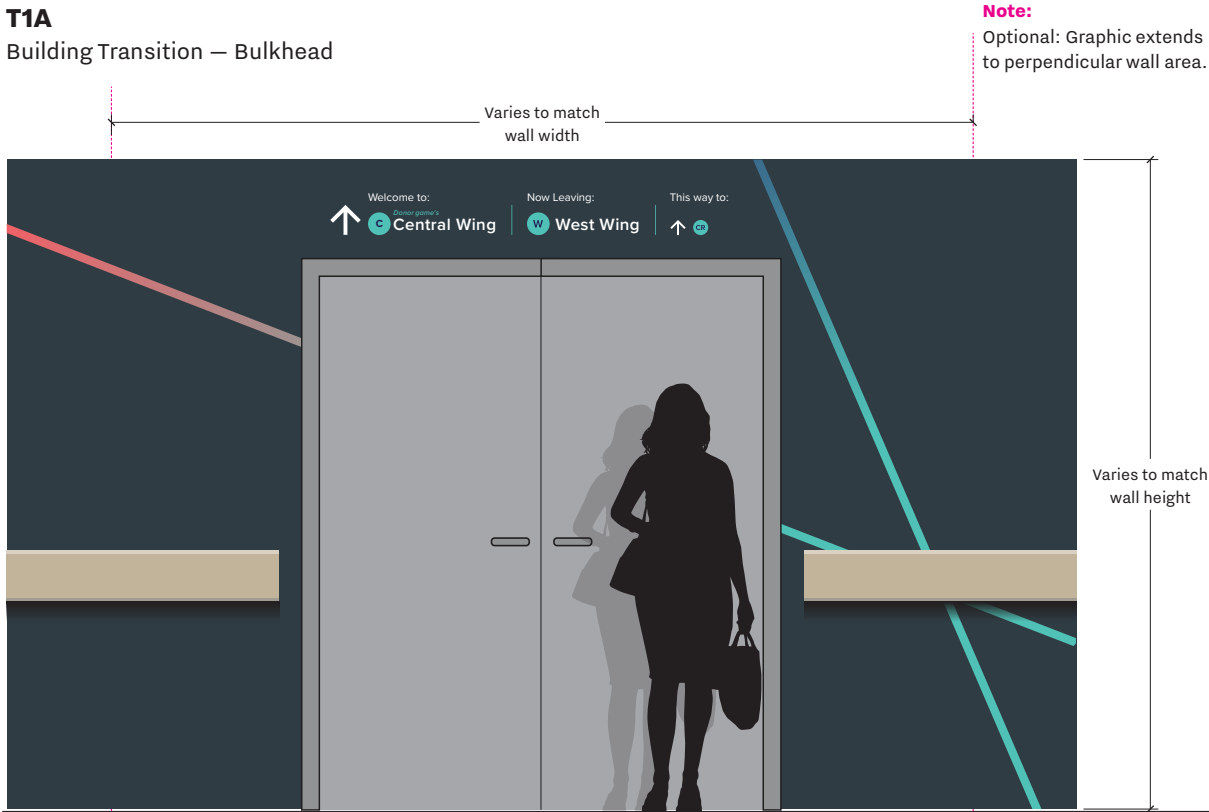 T1A
Building Transition — Bulkhead
Note:
Optional: Graphic extends
to perpendicular wall area.
Varies to match
wall width
Welcome to:
C
Donor game's
Central Wing
Now Leaving:
W West Wing
This way to:
CR
Varies to match
wall height